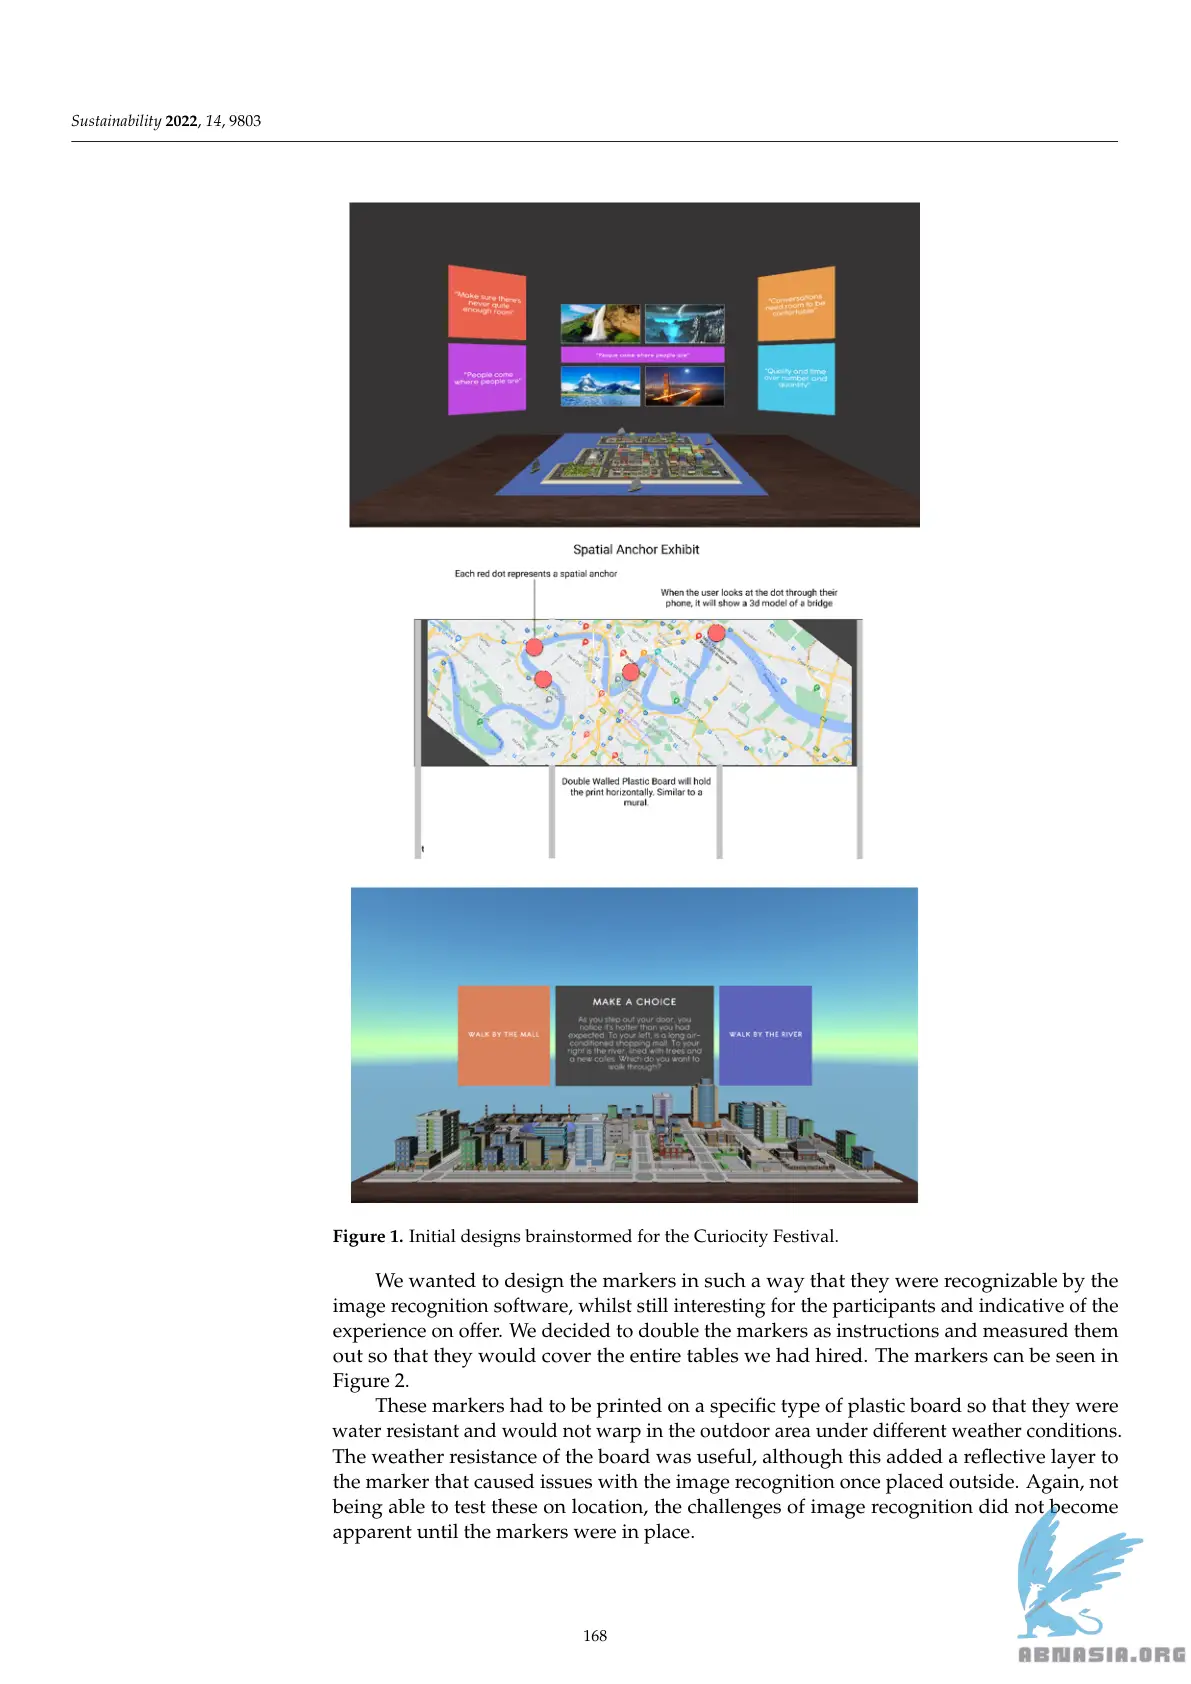 Sustainability 2022, 14, 9803
"Make sure there's
never quite
enough room"
"People come
where people are"
"People come where people are"
"Conversations
need room to be
comfortable"
"Quality and time
over number and
quantity"
Spatial Anchor Exhibit
Each red dot represents a spatial anchor
When the user looks at the dot through their
phone, it will show a 3d model of a bridge
Double Walled Plastic Board will hold
the print horizontally. Similar to a
mural.
t
WALK BY THE MALL
MAKE A CHOICE
As you step out your door, you
notice it's hotter than you had
expected. To your left, is a long air-
conditioned shopping mall. To your
right is the river, lined with trees and
a new cafes. Which do you want to
walk through?
WALK BY THE RIVER
Figure 1. Initial designs brainstormed for the Curiocity Festival.
We wanted to design the markers in such a way that they were recognizable by the
image recognition software, whilst still interesting for the participants and indicative of the
experience on offer. We decided to double the markers as instructions and measured them
out so that they would cover the entire tables we had hired. The markers can be seen in
Figure 2.
These markers had to be printed on a specific type of plastic board so that they were
water resistant and would not warp in the outdoor area under different weather conditions.
The weather resistance of the board was useful, although this added a reflective layer to
the marker that caused issues with the image recognition once placed outside. Again, not
being able to test these on location, the challenges of image recognition did not become
apparent until the markers were in place.
168
ABNASIA.ORG